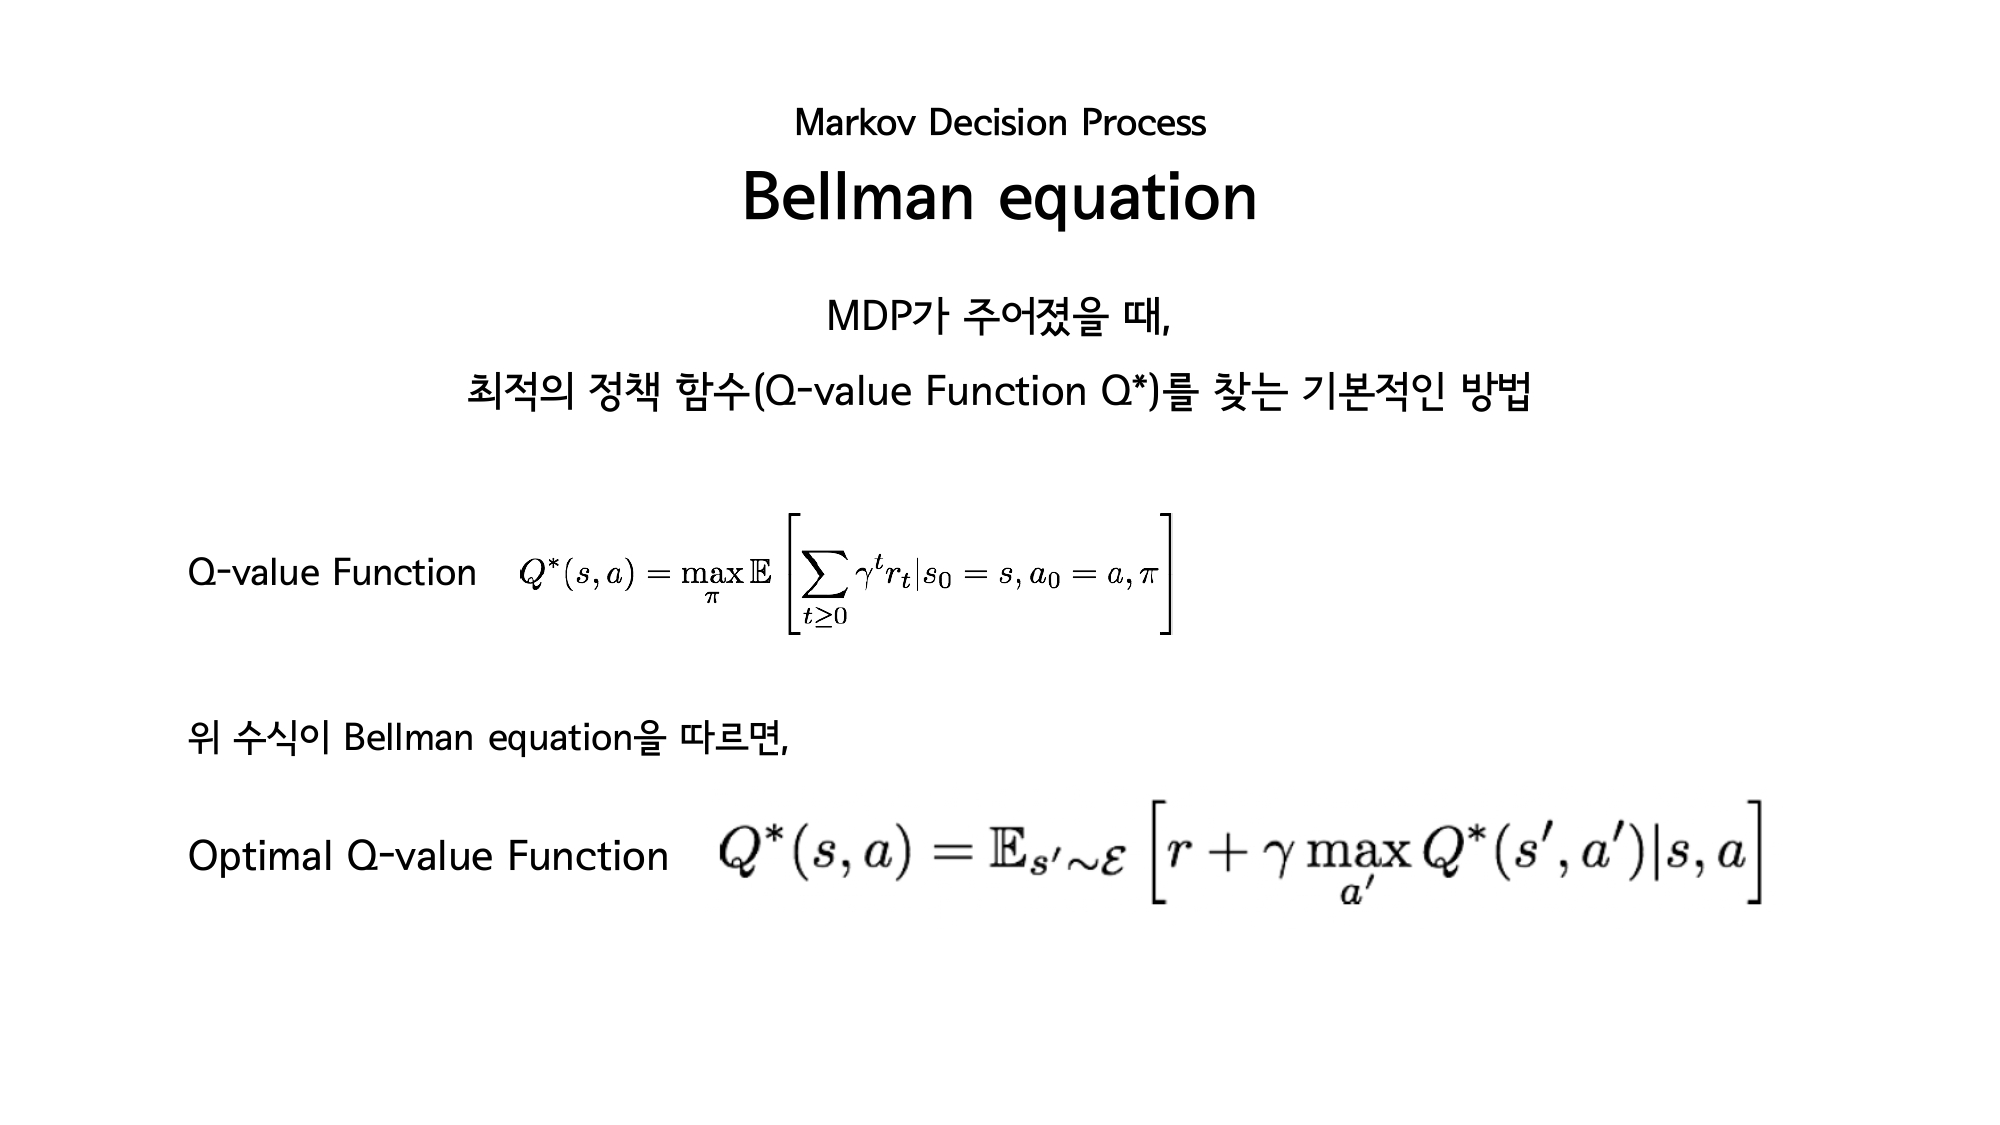 Markov Decision Process
Bellman equation
MDP가 주어졌을 때,
최적의 정책 함수(Q-value Function Q*)를 찾는 기본적인 방법
Q-value Function $Q^*(s, a) = \max_{\pi} \mathbb{E} \left[ \sum_{t \geq 0} \gamma^t r_t | s_0 = s, a_0 = a, \pi \right]$
위 수식이 Bellman equation을 따르면,
Optimal Q-value Function $Q^*(s, a) = \mathbb{E}_{s' \sim \mathcal{E}} \left[ r + \gamma \max_{a'} Q^*(s', a') | s, a \right]$